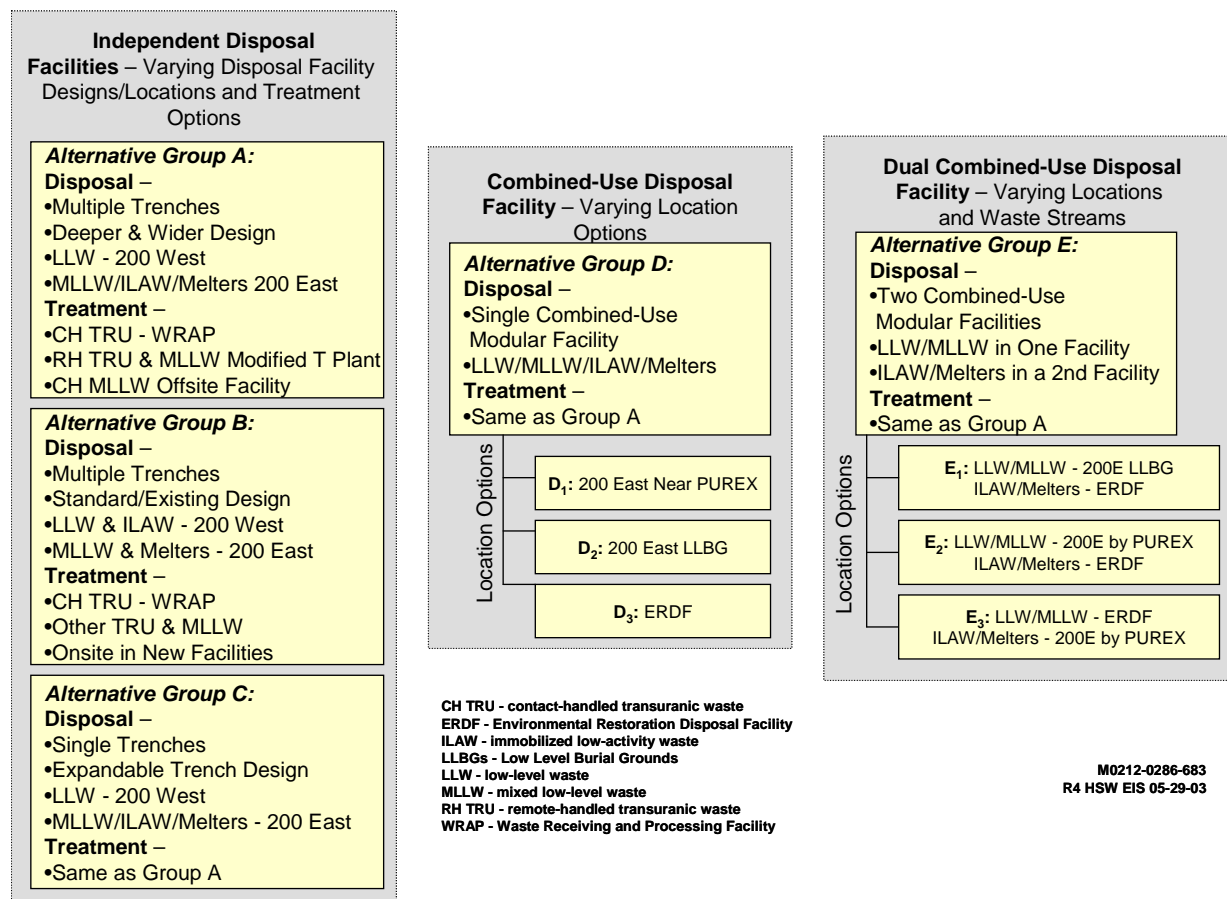 Independent Disposal
Facilities – Varying Disposal Facility
Designs/Locations and Treatment
Options
Alternative Group A:
Disposal –
•Multiple Trenches
•Deeper & Wider Design
•LLW - 200 West
•MLLW/ILAW/Melters 200 East
Treatment –
•CH TRU - WRAP
•RH TRU & MLLW Modified T Plant
•CH MLLW Offsite Facility
Alternative Group B:
Disposal –
•Multiple Trenches
•Standard/Existing Design
•LLW & ILAW - 200 West
•MLLW & Melters - 200 East
Treatment –
•CH TRU - WRAP
•Other TRU & MLLW
•Onsite in New Facilities
Alternative Group C:
Disposal –
•Single Trenches
•Expandable Trench Design
•LLW - 200 West
•MLLW/ILAW/Melters - 200 East
Treatment –
•Same as Group A
Combined-Use Disposal
Facility – Varying Location
Options
Alternative Group D:
Disposal –
•Single Combined-Use
Modular Facility
•LLW/MLLW/ILAW/Melters
Treatment –
•Same as Group A
Location Options
D1: 200 East Near PUREX
D2: 200 East LLBG
D3: ERDF
Dual Combined-Use Disposal
Facility – Varying Locations
and Waste Streams
Alternative Group E:
Disposal –
•Two Combined-Use
Modular Facilities
•LLW/MLLW in One Facility
•ILAW/Melters in a 2nd Facility
Treatment –
•Same as Group A
Location Options
E1: LLW/MLLW - 200E LLBG
ILAW/Melters - ERDF
E2: LLW/MLLW - 200E by PUREX
ILAW/Melters - ERDF
E3: LLW/MLLW - ERDF
ILAW/Melters - 200E by PUREX
CH TRU - contact-handled transuranic waste
ERDF - Environmental Restoration Disposal Facility
ILAW - immobilized low-activity waste
LLBGs - Low Level Burial Grounds
LLW - low-level waste
MLLW - mixed low-level waste
RH TRU - remote-handled transuranic waste
WRAP - Waste Receiving and Processing Facility
M0212-0286-683
R4 HSW EIS 05-29-03